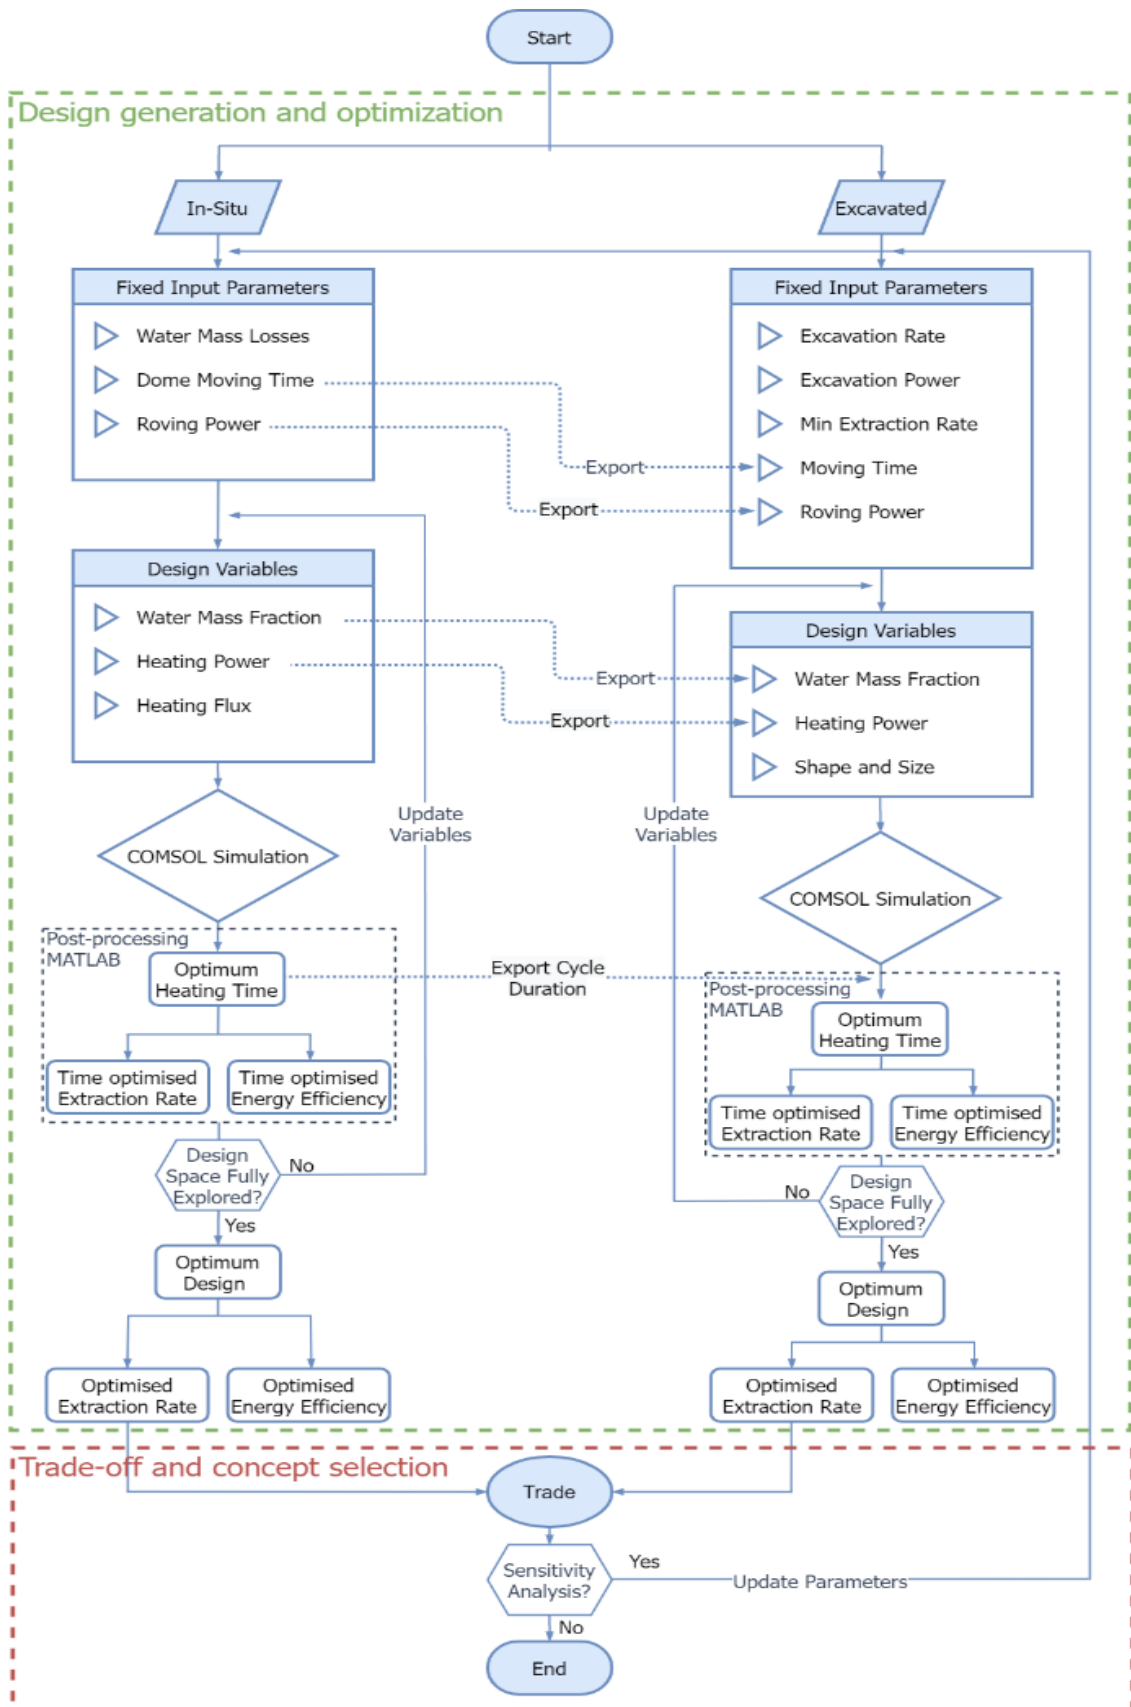 Start
Design generation and optimization
In-Situ
Excavated
Fixed Input Parameters
Water Mass Losses
Dome Moving Time
Roving Power
Fixed Input Parameters
Excavation Rate
Excavation Power
Min Extraction Rate
Moving Time
Roving Power
Export
Export
Design Variables
Water Mass Fraction
Heating Power
Heating Flux
Design Variables
Water Mass Fraction
Heating Power
Shape and Size
Export
Export
Update
Variables
Update
Variables
COMSOL Simulation
COMSOL Simulation
Post-processing
MATLAB
Optimum
Heating Time
Export Cycle
Duration
Post-processing
MATLAB
Optimum
Heating Time
Time optimised
Extraction Rate
Time optimised
Energy Efficiency
Time optimised
Extraction Rate
Time optimised
Energy Efficiency
Design
Space Fully
Explored?
No
Yes
Design
Space Fully
Explored?
No
Yes
Optimum
Design
Optimum
Design
Optimised
Extraction Rate
Optimised
Energy Efficiency
Optimised
Extraction Rate
Optimised
Energy Efficiency
Trade-off and concept selection
Trade
Sensitivity
Analysis?
Yes
Update Parameters
No
End